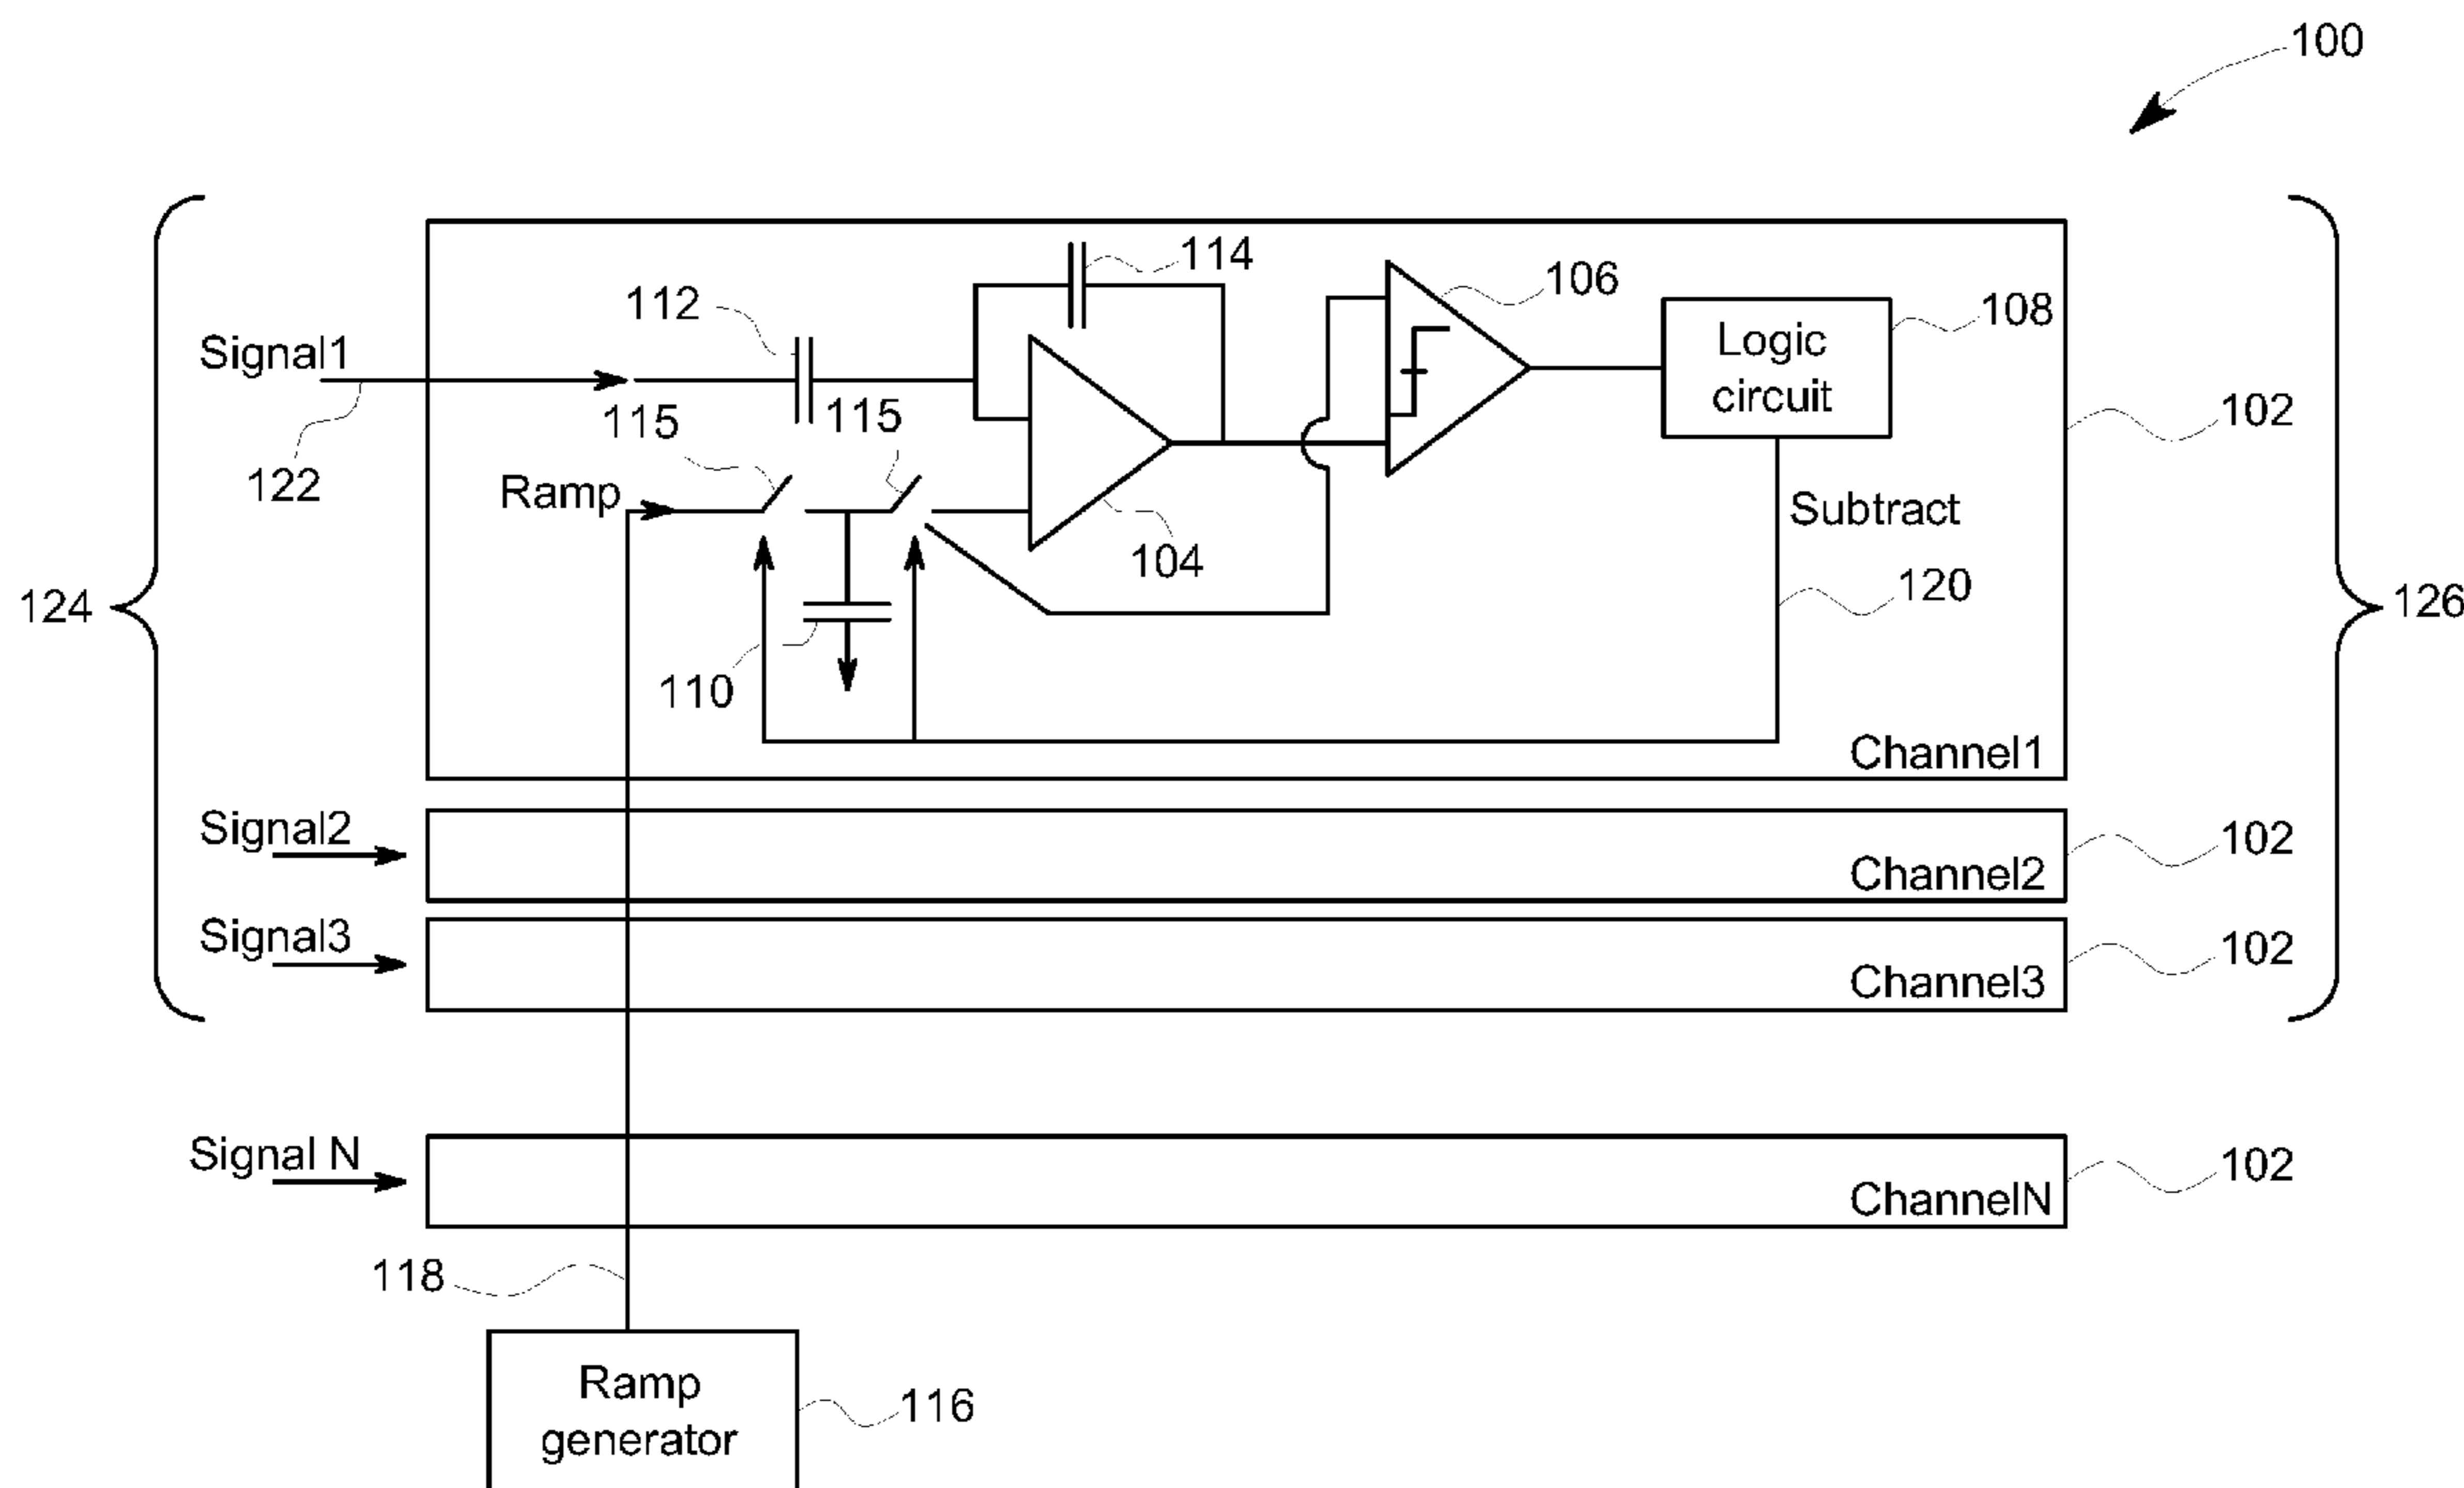 100
114
106
112
108
Signal1
Logic
circuit
115
115
102
122
Ramp
Subtract
104
120
124
126
110
Channel1
Signal2
102
Channel2
Signal3
102
Channel3
Signal N
102
ChannelN
118
Ramp
generator
116